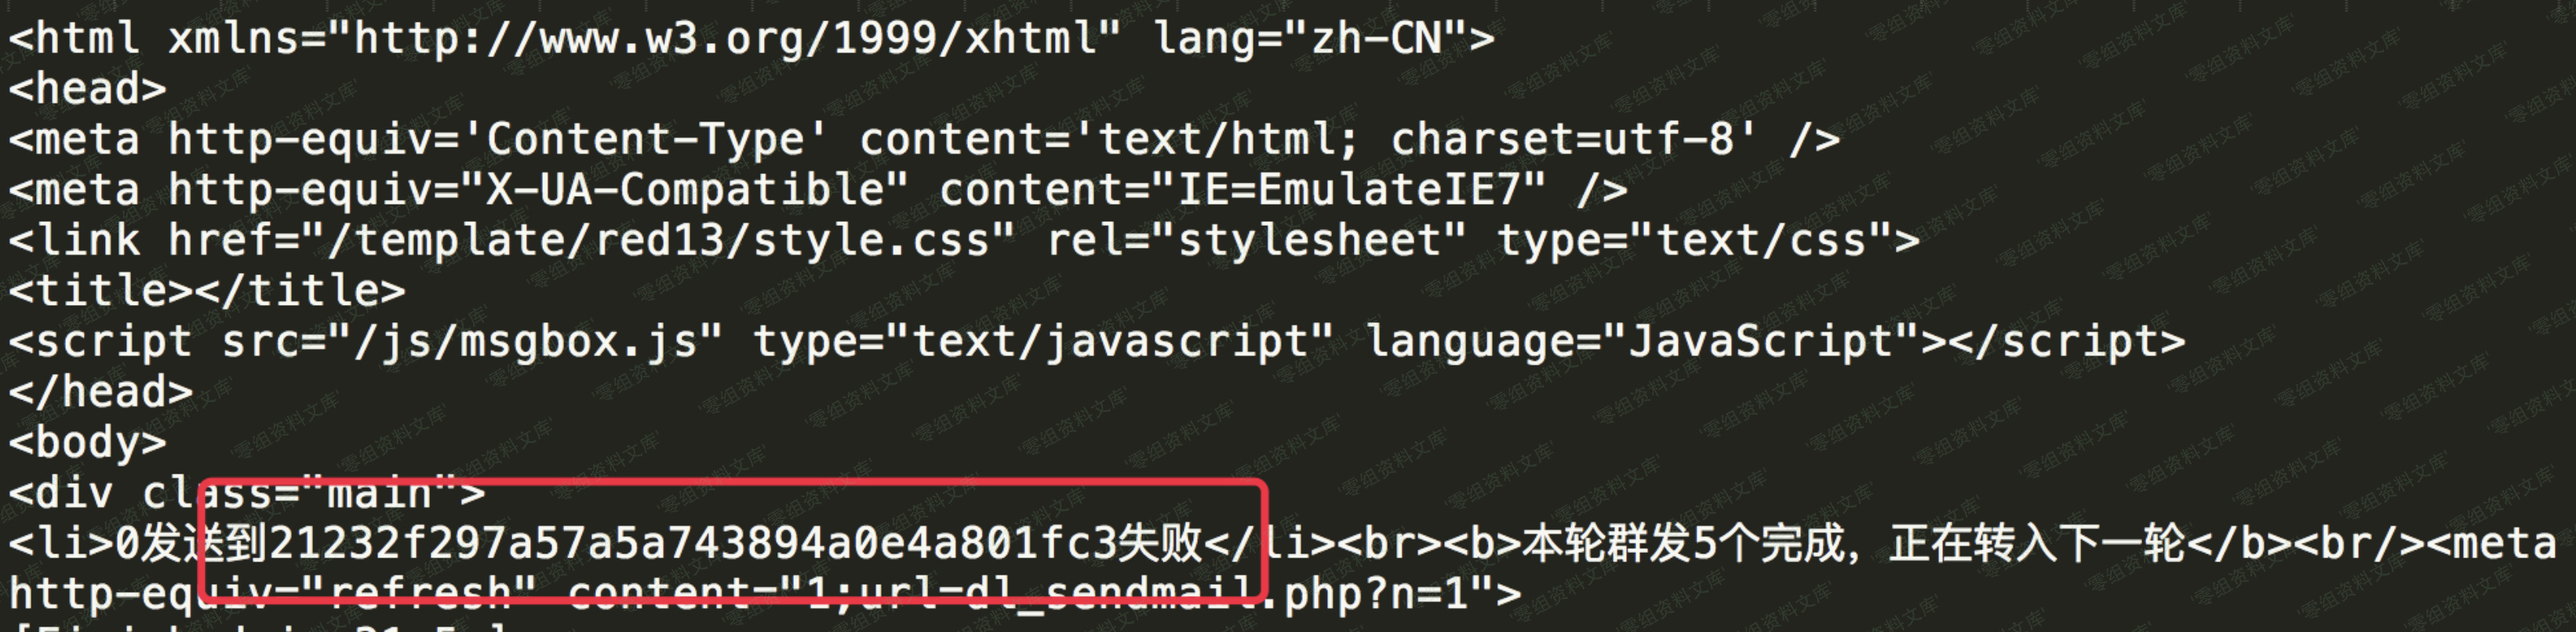 <html xmlns="http://www.w3.org/1999/xhtml" lang="zh-CN">
<head>
<meta http-equiv='Content-Type' content='text/html; charset=utf-8' />
<meta http-equiv="X-UA-Compatible" content="IE=EmulateIE7" />
<link href="/template/red13/style.css" rel="stylesheet" type="text/css">
<title></title>
<script src="/js/msgbox.js" type="text/javascript" language="JavaScript"></script>
</head>
<body>
<div class="main">
<li>0发送到21232f297a57a5a743894a0e4a801fc3失败</li><br><b>本轮群发5个完成，正在转入下一轮</b><br/><meta
http-equiv="refresh" content="1;url=dl_sendmail.php?n=1">